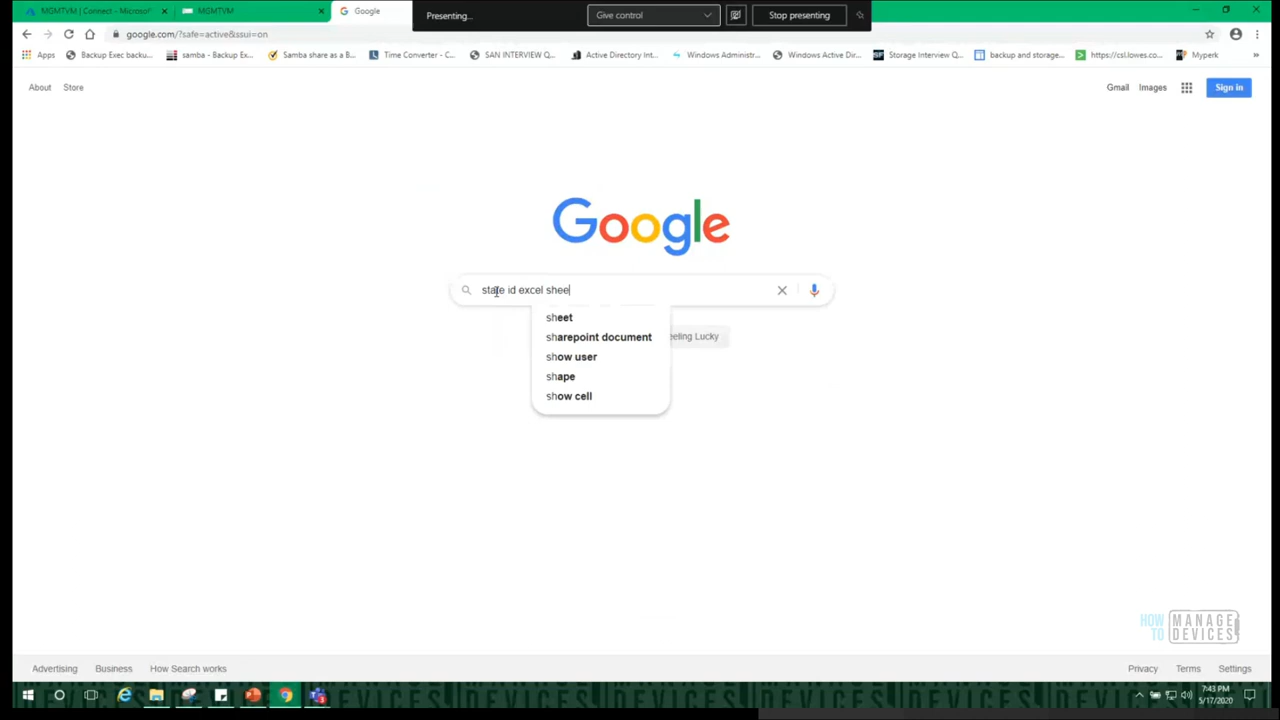 MGMTVM | Connect - Microsof
MGMTVM
Google
Presenting...
Give control
Stop presenting
google.com/?safe=active&ssui=on
Apps
Backup Exec backu...
samba - Backup Ex...
Samba share as a B...
Time Converter - C...
SAN INTERVIEW Q...
Active Directory Int...
Windows Administr...
Windows Active Dir...
Storage Interview Q...
backup and storage...
https://csl.lowes.co...
Myperk
About
Store
Gmail
Images
Sign in
Google
state id excel shee
sheet
sharepoint document
show user
shape
show cell
eeling Lucky
HOW TO MANAGE DEVICES
Advertising
Business
How Search works
Privacy
Terms
Settings
7:43 PM
5/17/2020